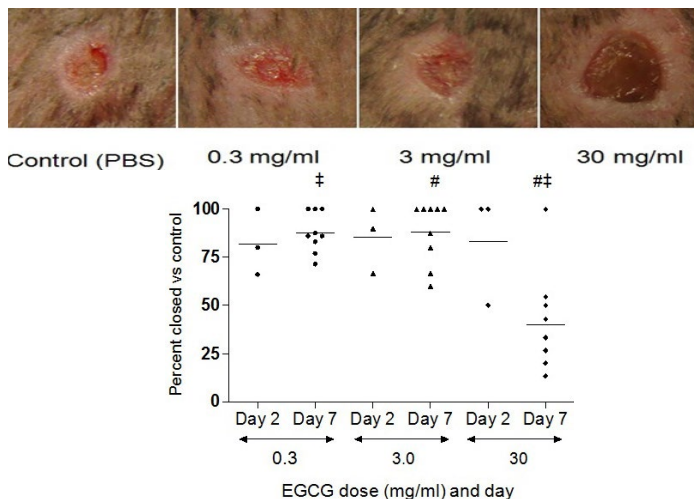 Control (PBS) 0.3 mg/ml 3 mg/ml 30 mg/ml
‡ # #‡
100
75
50
25
0
Percent closed vs control
Day 2 Day 7 Day 2 Day 7 Day 2 Day 7
0.3 3.0 30
EGCG dose (mg/ml) and day